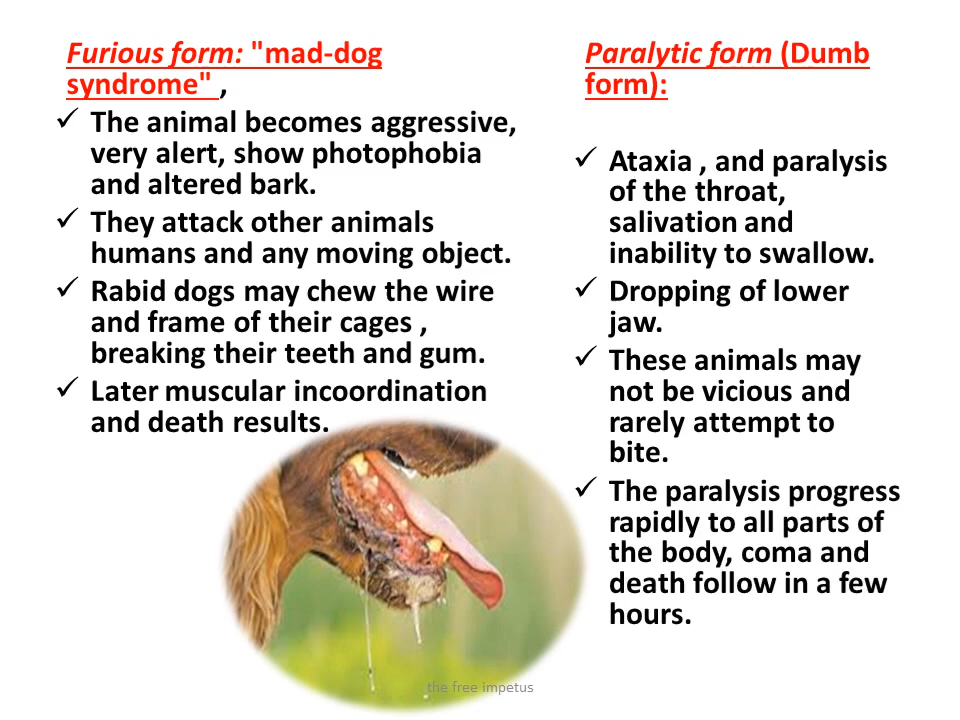 Furious form: "mad-dog
syndrome" ,
✓ The animal becomes aggressive,
very alert, show photophobia
and altered bark.
✓ They attack other animals
humans and any moving object.
✓ Rabid dogs may chew the wire
and frame of their cages ,
breaking their teeth and gum.
✓ Later muscular incoordination
and death results.
Paralytic form (Dumb
form):
✓ Ataxia , and paralysis
of the throat,
salivation and
inability to swallow.
✓ Dropping of lower
jaw.
✓ These animals may
not be vicious and
rarely attempt to
bite.
✓ The paralysis progress
rapidly to all parts of
the body, coma and
death follow in a few
hours.
the free impetus